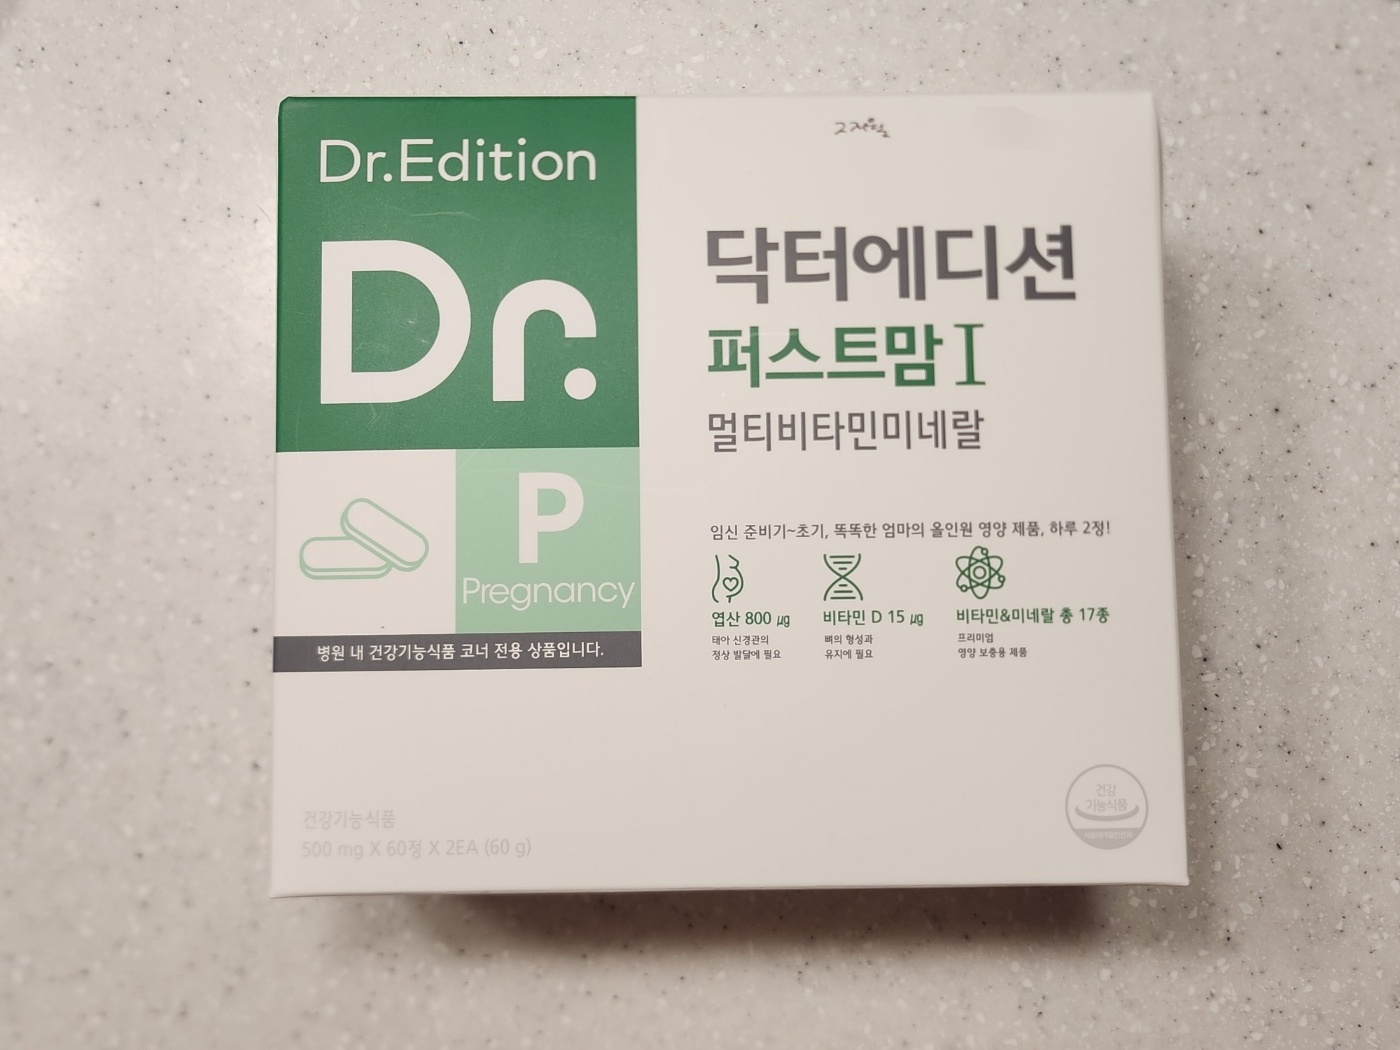 Dr.Edition
Dr.
P
Pregnancy
병원 내 건강기능식품 코너 전용 상품입니다.
그자원
닥터에디션
퍼스트맘 I
멀티비타민미네랄
임신 준비기~초기, 똑똑한 엄마의 올인원 영양 제품, 하루 2정!
엽산 800 ㎍
태아 신경관의
정상 발달에 필요
비타민 D 15 ㎍
뼈의 형성과
유지에 필요
비타민&미네랄 총 17종
프리미엄
영양 보충용 제품
건강기능식품
500 mg X 60정 X 2EA (60 g)
건강
기능식품